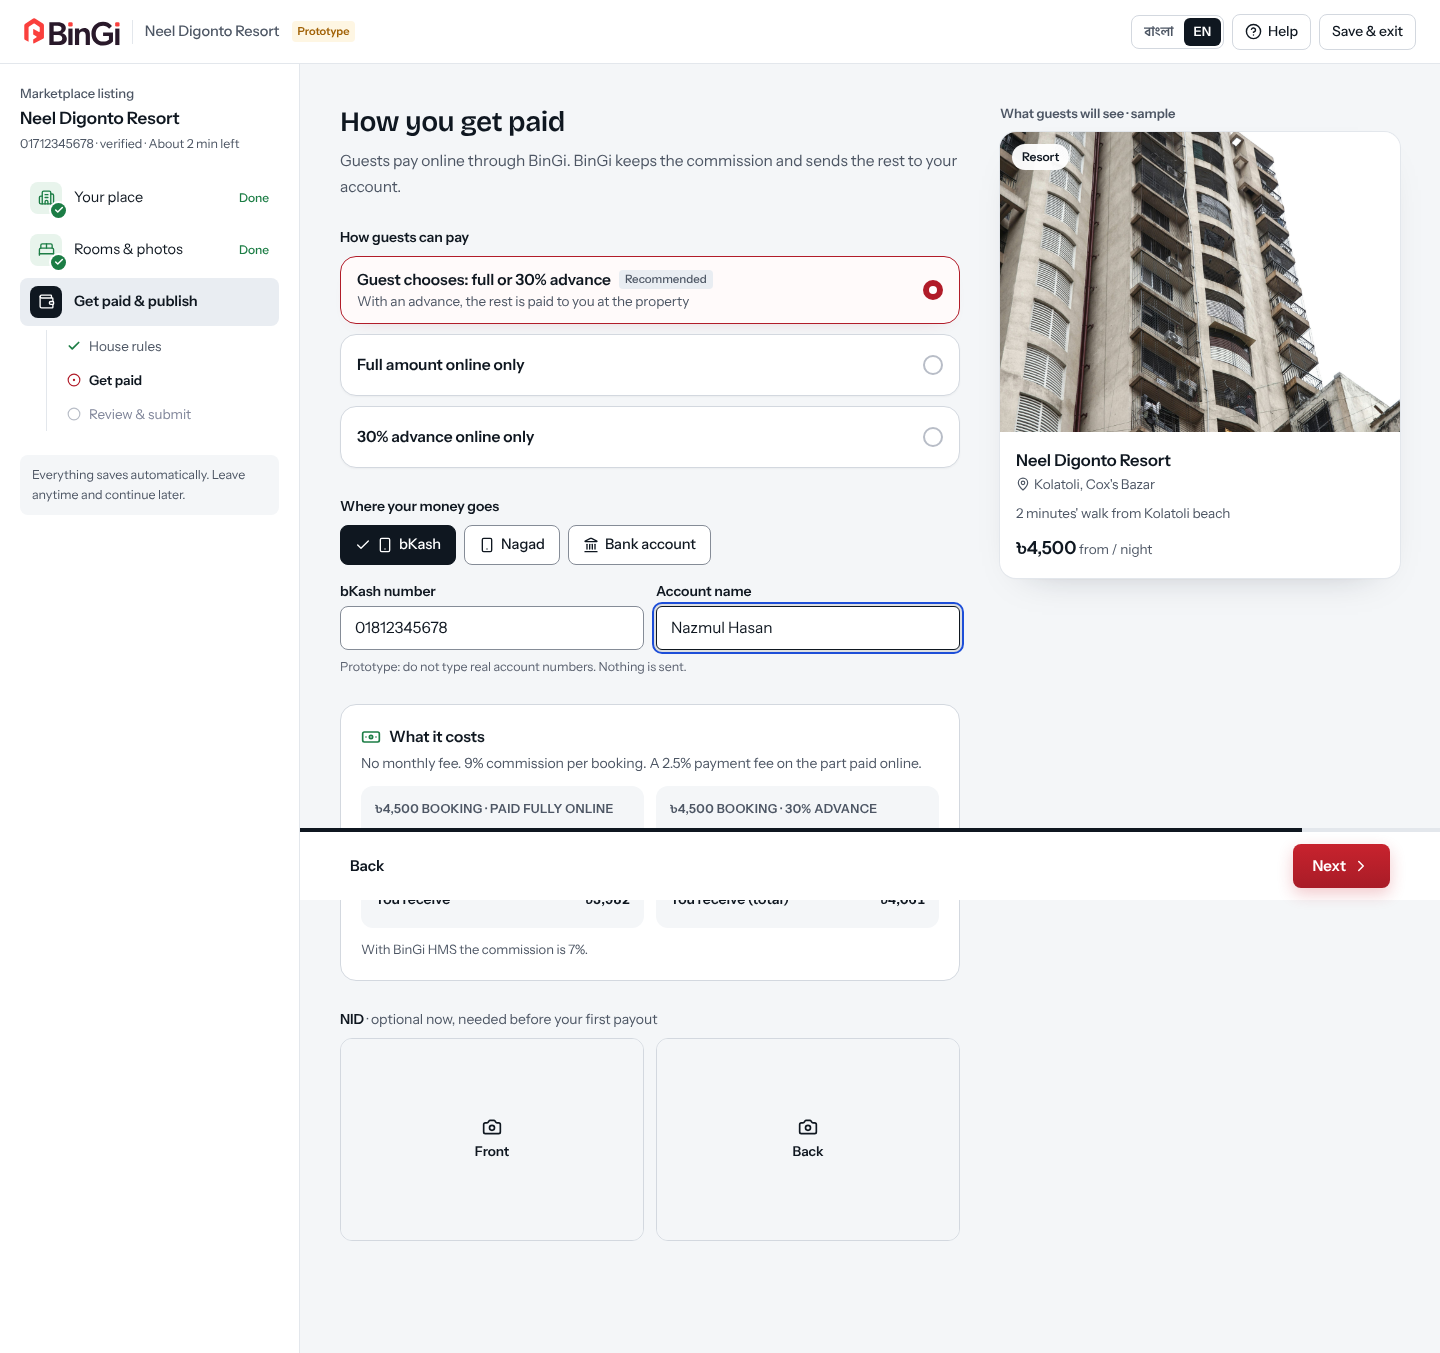 BinGi
Neel Digonto Resort
Prototype
বাংলা
EN
Help
Save & exit
Marketplace listing
Neel Digonto Resort
01712345678 · verified · About 2 min left
Your place
Done
Rooms & photos
Done
Get paid & publish
House rules
Get paid
Review & submit
Everything saves automatically. Leave
anytime and continue later.
How you get paid
Guests pay online through BinGi. BinGi keeps the commission and sends the rest to your
account.
How guests can pay
Guest chooses: full or 30% advance
Recommended
With an advance, the rest is paid to you at the property
Full amount online only
30% advance online only
Where your money goes
bKash
Nagad
Bank account
bKash number
Account name
01812345678
Nazmul Hasan
Prototype: do not type real account numbers. Nothing is sent.
What it costs
No monthly fee. 9% commission per booking. A 2.5% payment fee on the part paid online.
৳4,500 BOOKING · PAID FULLY ONLINE
৳4,500 BOOKING · 30% ADVANCE
Back
Next
You receive
You receive (total)
With BinGi HMS the commission is 7%.
NID · optional now, needed before your first payout
Front
Back
What guests will see · sample
Resort
Neel Digonto Resort
Kolatoli, Cox's Bazar
2 minutes' walk from Kolatoli beach
৳4,500 from / night